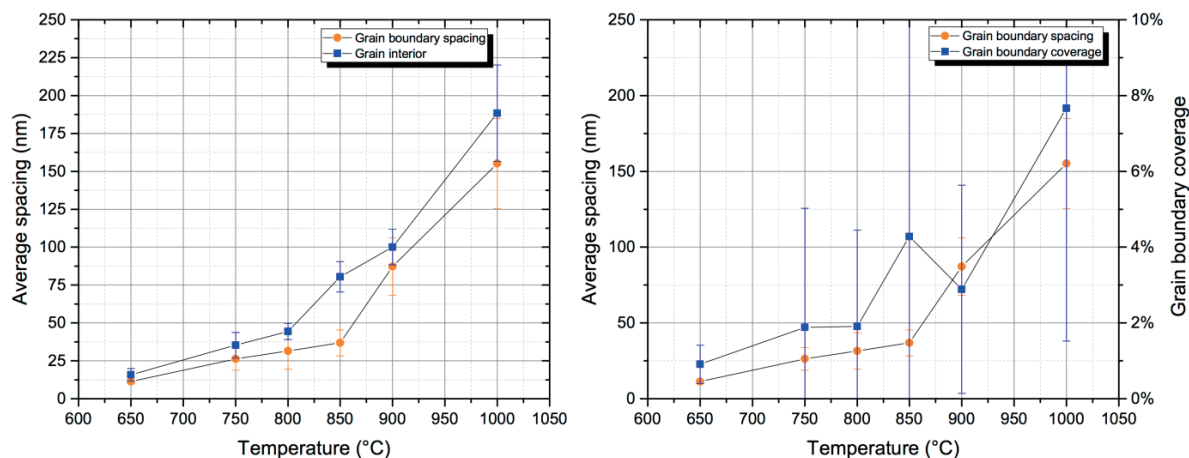 250
225
200
175
150
125
100
75
50
25
0
Average spacing (nm)
Grain boundary spacing
Grain interior
600 650 700 750 800 850 900 950 1000 1050
Temperature (°C)
250
200
150
100
50
0
Average spacing (nm)
Grain boundary spacing
Grain boundary coverage
10%
8%
6%
4%
2%
0%
Grain boundary coverage
600 650 700 750 800 850 900 950 1000 1050
Temperature (°C)